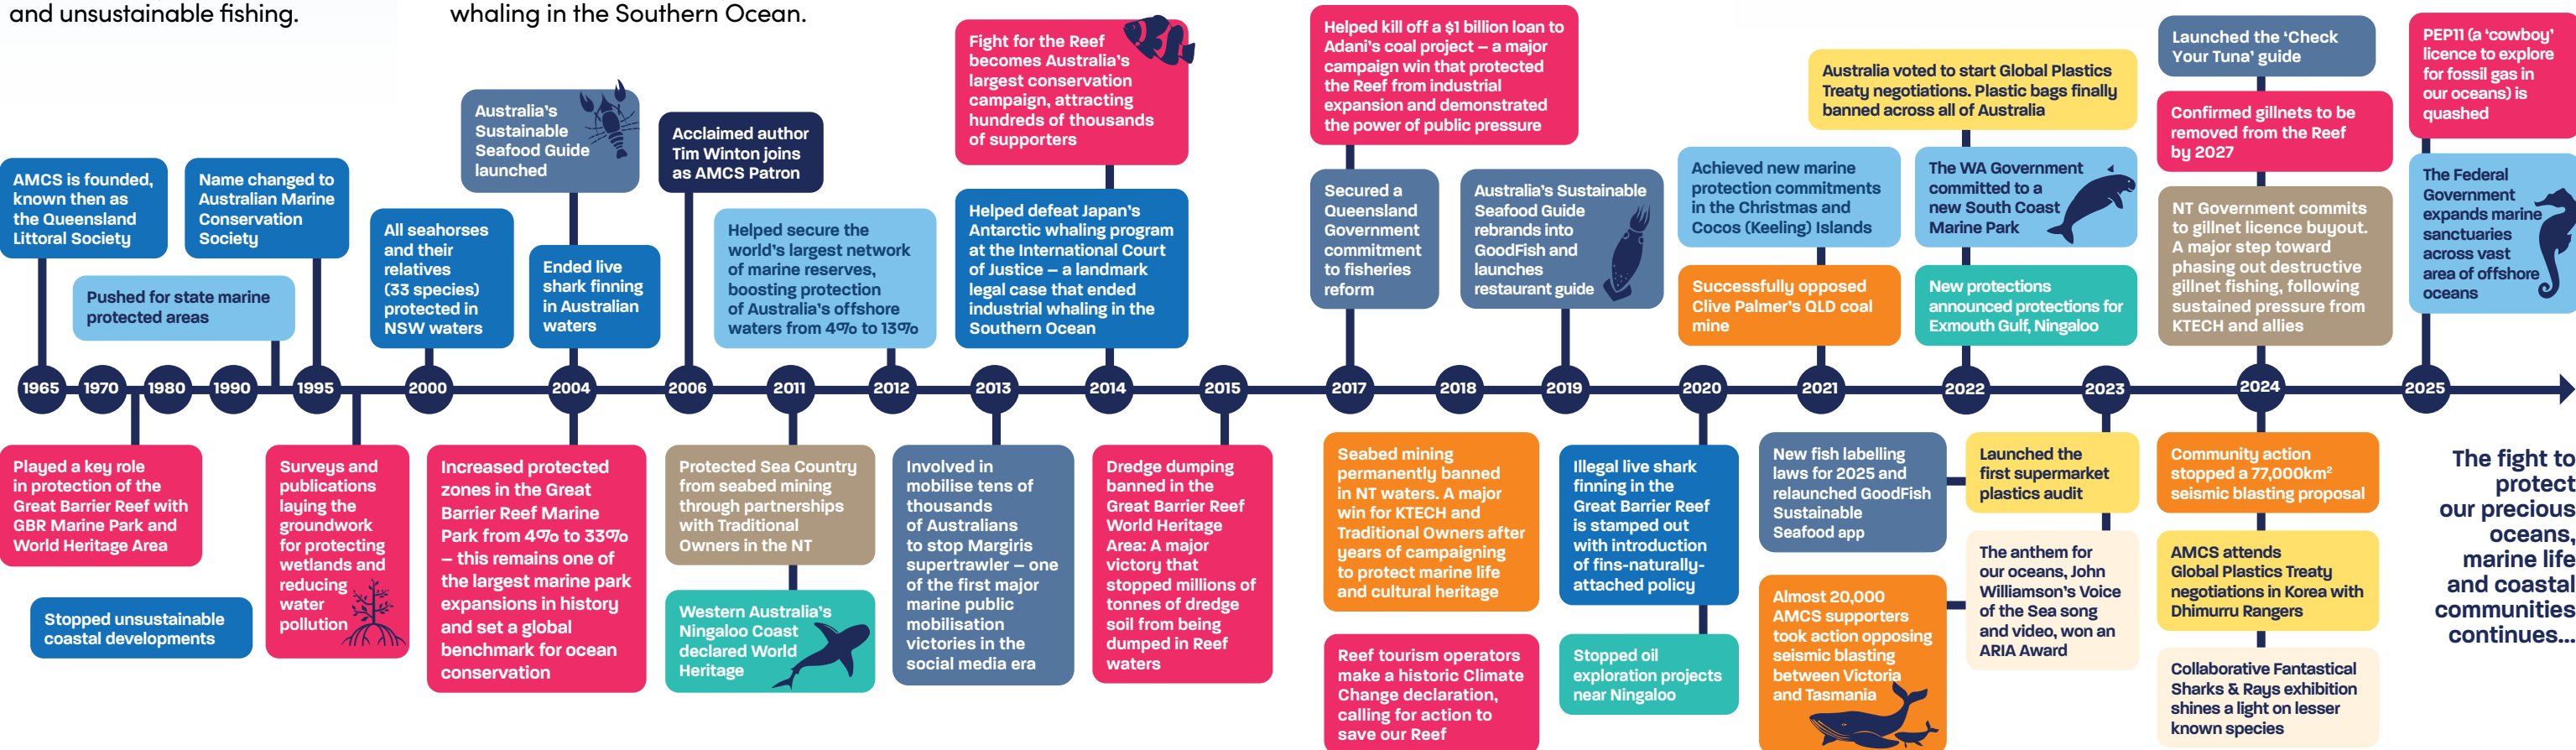 and unsustainable fishing.
whaling in the Southern Ocean.
AMCS is founded,
known then as
the Queensland
Littoral Society
Pushed for state marine
protected areas
Name changed to
Australian Marine
Conservation
Society
All seahorses
and their
relatives
(33 species)
protected in
NSW waters
Australia's
Sustainable
Seafood Guide
launched
Ended live
shark finning
in Australian
waters
Acclaimed author
Tim Winton joins
as AMCS Patron
Helped secure the
world's largest network
of marine reserves,
boosting protection
of Australia's offshore
waters from 4% to 13%
Fight for the Reef
becomes Australia's
largest conservation
campaign, attracting
hundreds of thousands
of supporters
Helped defeat Japan's
Antarctic whaling program
at the International Court
of Justice – a landmark
legal case that ended
industrial whaling in the
Southern Ocean
Helped kill off a $1 billion loan to
Adani's coal project – a major
campaign win that protected
the Reef from industrial
expansion and demonstrated
the power of public pressure
Secured a
Queensland
Government
commitment
to fisheries
reform
Australia's Sustainable
Seafood Guide
rebrands into
GoodFish and
launches
restaurant guide
Achieved new marine
protection commitments
in the Christmas and
Cocos (Keeling) Islands
Successfully opposed
Clive Palmer's QLD coal
mine
Australia voted to start Global Plastics
Treaty negotiations. Plastic bags finally
banned across all of Australia
The WA Government
committed to a
new South Coast
Marine Park
New protections
announced protections for
Exmouth Gulf, Ningaloo
Launched the 'Check
Your Tuna' guide
Confirmed gillnets to be
removed from the Reef
by 2027
NT Government commits
to gillnet licence buyout.
A major step toward
phasing out destructive
gillnet fishing, following
sustained pressure from
KTECH and allies
PEP11 (a 'cowboy'
licence to explore
for fossil gas in
our oceans) is
quashed
The Federal
Government
expands marine
sanctuaries
across vast
area of offshore
oceans
1965
1970
1980
1990
1995
2000
2004
2006
2011
2012
2013
2014
2015
2017
2018
2019
2020
2021
2022
2023
2024
2025
Played a key role
in protection of the
Great Barrier Reef with
GBR Marine Park and
World Heritage Area
Stopped unsustainable
coastal developments
Surveys and
publications
laying the
groundwork
for protecting
wetlands and
reducing
water
pollution
Increased protected
zones in the Great
Barrier Reef Marine
Park from 4% to 33%
– this remains one of
the largest marine park
expansions in history
and set a global
benchmark for ocean
conservation
Protected Sea Country
from seabed mining
through partnerships
with Traditional
Owners in the NT
Western Australia's
Ningaloo Coast
declared World
Heritage
Involved in
mobilise tens of
thousands
of Australians
to stop Margiris
supertrawler – one
of the first major
marine public
mobilisation
victories in the
social media era
Dredge dumping
banned in the
Great Barrier Reef
World Heritage
Area: A major
victory that
stopped millions of
tonnes of dredge
soil from being
dumped in Reef
waters
Seabed mining
permanently banned
in NT waters. A major
win for KTECH and
Traditional Owners after
years of campaigning
to protect marine life
and cultural heritage
Reef tourism operators
make a historic Climate
Change declaration,
calling for action to
save our Reef
Illegal live shark
finning in the
Great Barrier Reef
is stamped out
with introduction
of fins-naturally-
attached policy
Stopped oil
exploration projects
near Ningaloo
New fish labelling
laws for 2025 and
relaunched GoodFish
Sustainable
Seafood app
Almost 20,000
AMCS supporters
took action opposing
seismic blasting
between Victoria
and Tasmania
Launched the
first supermarket
plastics audit
The anthem for
our oceans, John
Williamson's Voice
of the Sea song
and video, won an
ARIA Award
Community action
stopped a 77,000km²
seismic blasting proposal
AMCS attends
Global Plastics Treaty
negotiations in Korea with
Dhimurru Rangers
Collaborative Fantastical
Sharks & Rays exhibition
shines a light on lesser
known species
The fight to
protect
our precious
oceans,
marine life
and coastal
communities
continues...